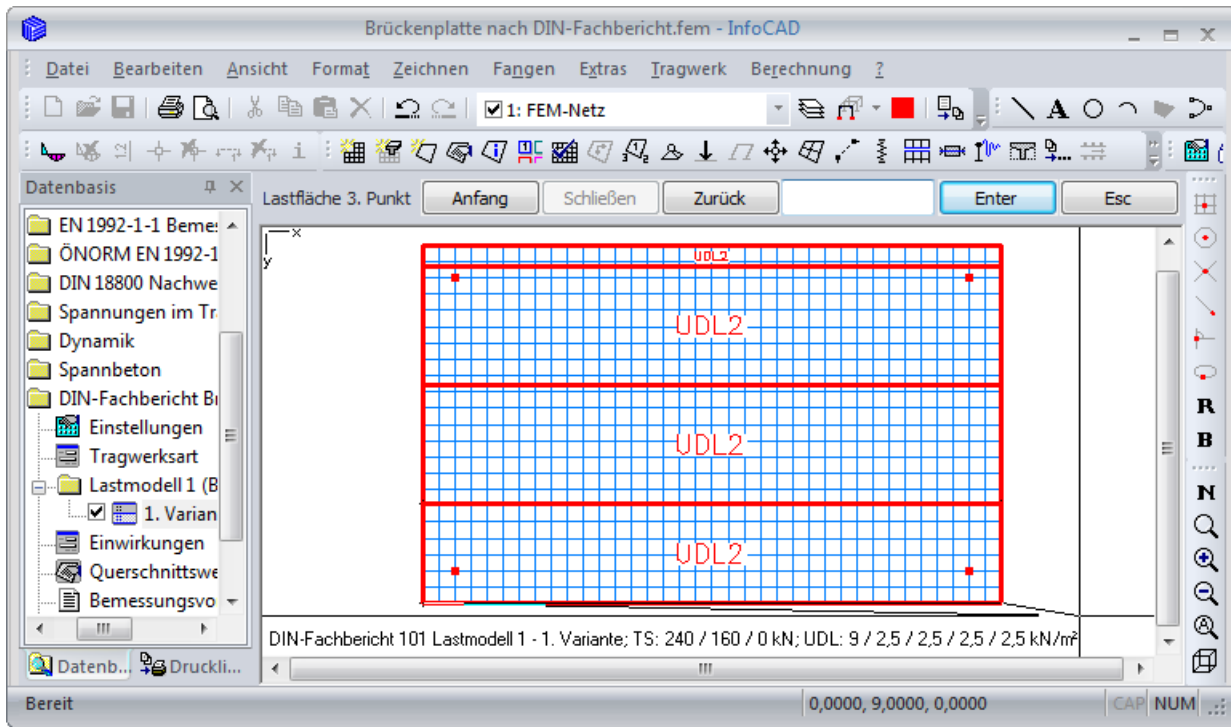 Brückenplatte nach DIN-Fachbericht.fem - InfoCAD
Datei Bearbeiten Ansicht Format Zeichnen Fangen Extras Tragwerk Berechnung ?
1: FEM-Netz
Datenbasis
Lastfläche 3. Punkt Anfang Schließen Zurück Enter Esc
EN 1992-1-1 Beme
ÖNORM EN 1992-1
DIN 18800 Nachwe
Spannungen im Tr
Dynamik
Spannbeton
DIN-Fachbericht B
Einstellungen
Tragwerksart
Lastmodell 1 (B
1. Varian
Einwirkungen
Querschnittswe
Bemessungsvo
x
y
UDL2
UDL2
UDL2
UDL2
R
B
N
DIN-Fachbericht 101 Lastmodell 1 - 1. Variante; TS: 240 / 160 / 0 kN; UDL: 9 / 2,5 / 2,5 / 2,5 / 2,5 kN/m²
Datenb... Druckli...
Bereit 0,0000, 9,0000, 0,0000 CAP NUM